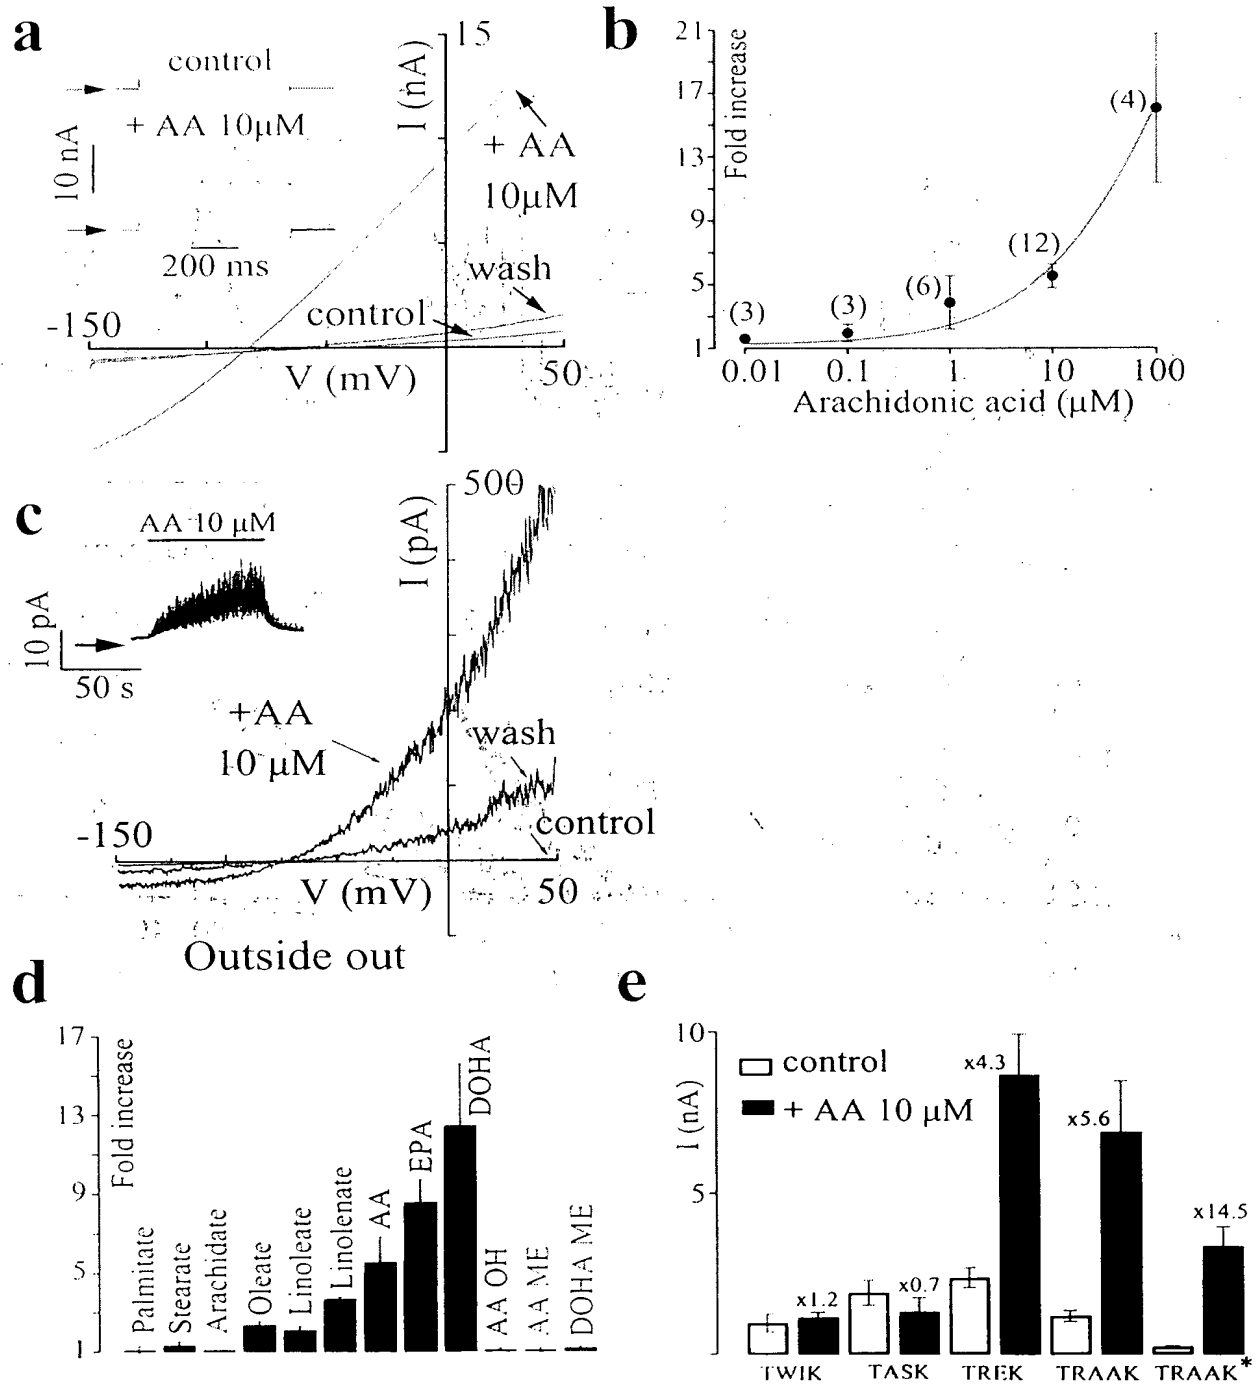 a
control
+ AA 10µM
10 nA
200 ms
15
I (nA)
+ AA
10µM
wash
control
-150
V (mV)
50
b
Fold increase
21
17
13
9
5
1
(3)
(3)
(6)
(12)
(4)
0.01
0.1
1
10
100
Arachidonic acid (µM)
c
AA 10 µM
10 pA
50 s
500
I (pA)
+AA
10 µM
wash
control
-150
V (mV)
50
Outside out
d
Fold increase
17
13
9
5
1
Palmitate
Stearate
Arachidate
Oleate
Linoleate
Linolenate
AA
EPA
DOHA
AA OH
AA ME
DOHA ME
e
10
5
I (nA)
control
+ AA 10 µM
x1.2
x0.7
x4.3
x5.6
x14.5
TWIK
TASK
TREK
TRAAK
TRAAK*